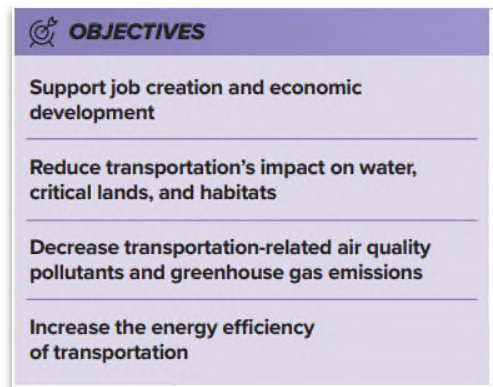 OBJECTIVES
Support job creation and economic
development
Reduce transportation's impact on water,
critical lands, and habitats
Decrease transportation-related air quality
pollutants and greenhouse gas emissions
Increase the energy efficiency
of transportation